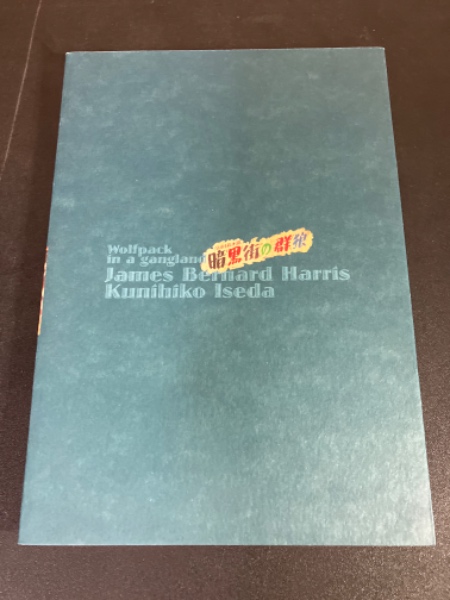 Wolfpack
in a gangland
暗黒街の群狼
James Bernard Harris
Kunihiko Iseda